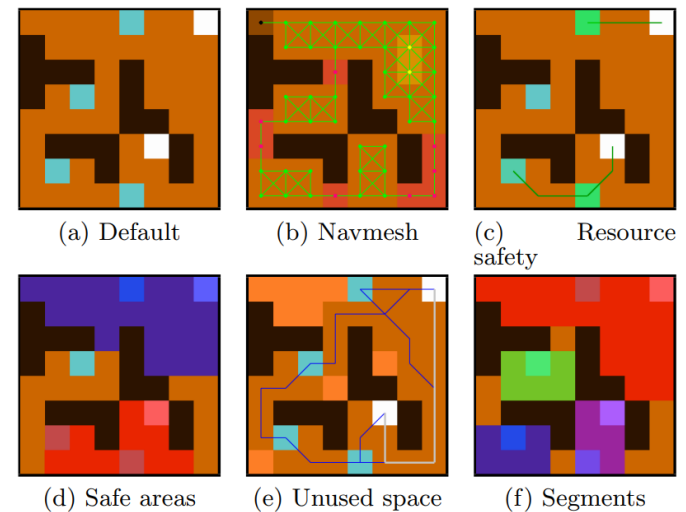 (a) Default
(b) Navmesh
(c) Resource
safety
(d) Safe areas
(e) Unused space
(f) Segments